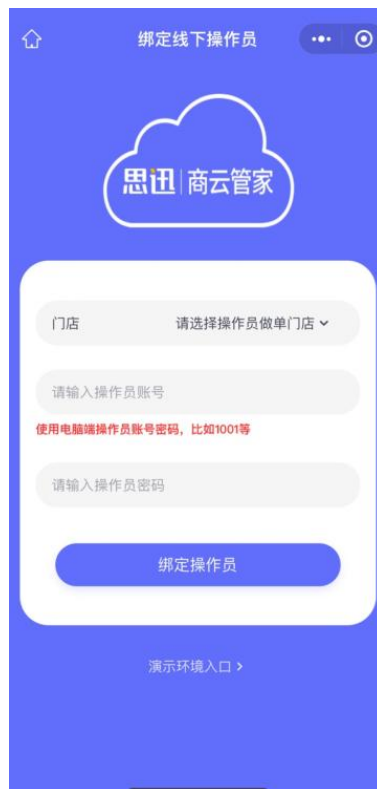 绑定线下操作员
思迅|商云管家
门店 请选择操作员做单门店
请输入操作员账号
使用电脑端操作员账号密码，比如1001等
请输入操作员密码
绑定操作员
演示环境入口 >